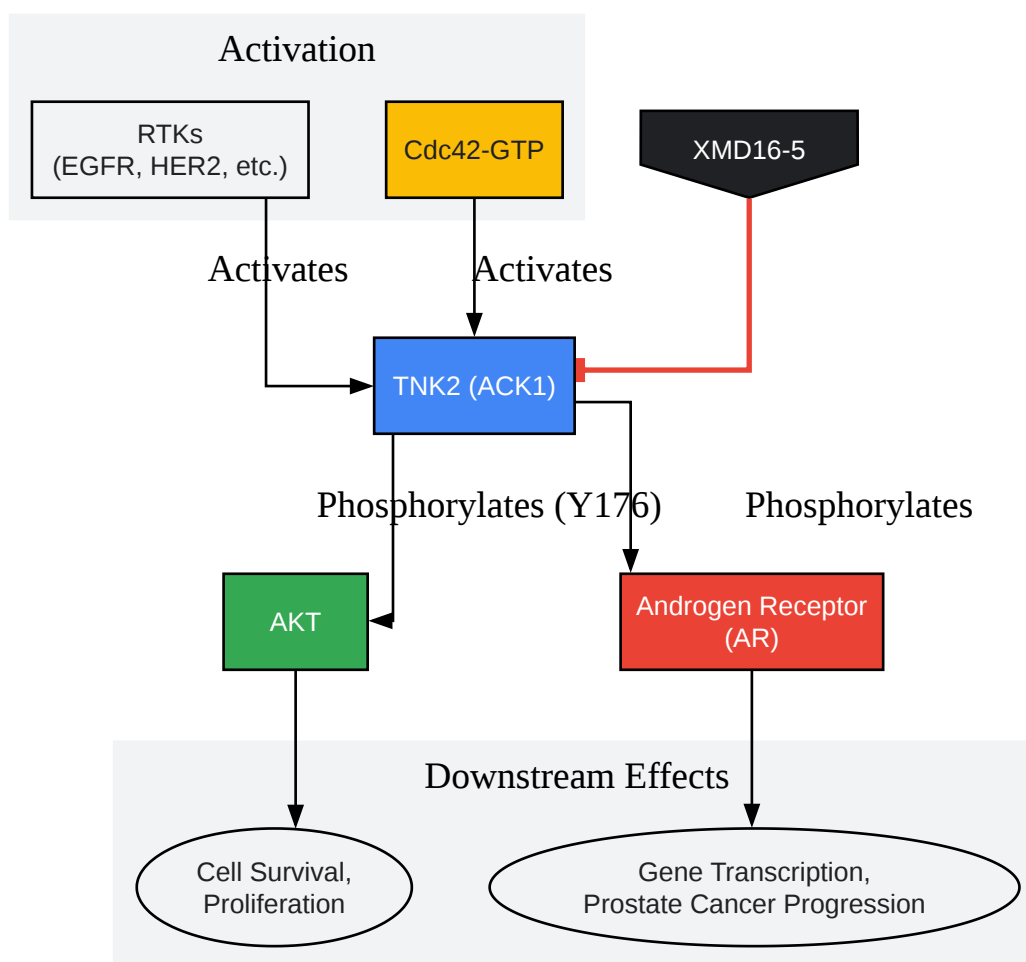 Activation
RTKs
(EGFR, HER2, etc.)
Cdc42-GTP
XMD16-5
Activates
Activates
TNK2 (ACK1)
Phosphorylates (Y176)
Phosphorylates
AKT
Androgen Receptor
(AR)
Downstream Effects
Cell Survival,
Proliferation
Gene Transcription,
Prostate Cancer Progression